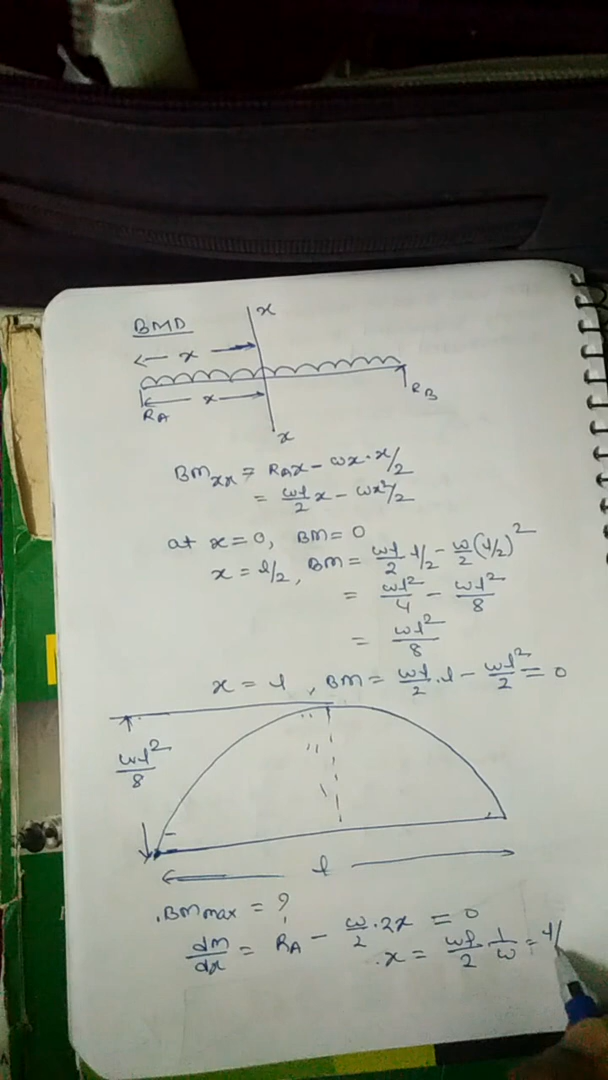 BMD
x
← x →
← x →
RA
RB
x
BMxx = RAx - wx·x/2
= wl/2 x - wx²/2
at x=0, BM=0
x = l/2, BM = wl/2 · l/2 - w/2 (l/2)²
= wl²/4 - wl²/8
= wl²/8
x = l, BM = wl/2 · l - wl²/2 = 0
wl²/8
l
BMmax = ?
dm/dx = RA - w/2 · 2x = 0
x = wl/2 · 1/w = l/